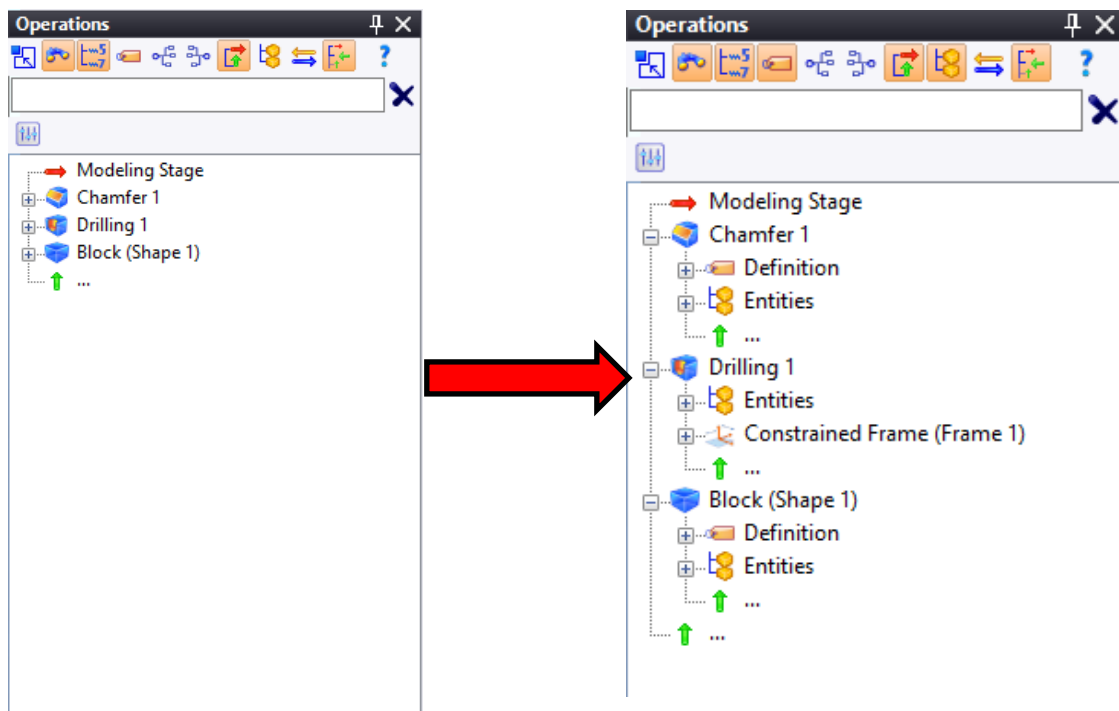 Operations
?
Modeling Stage
Chamfer 1
Drilling 1
Block (Shape 1)
...
Operations
?
Modeling Stage
Chamfer 1
Definition
Entities
...
Drilling 1
Entities
Constrained Frame (Frame 1)
...
Block (Shape 1)
Definition
Entities
...
...